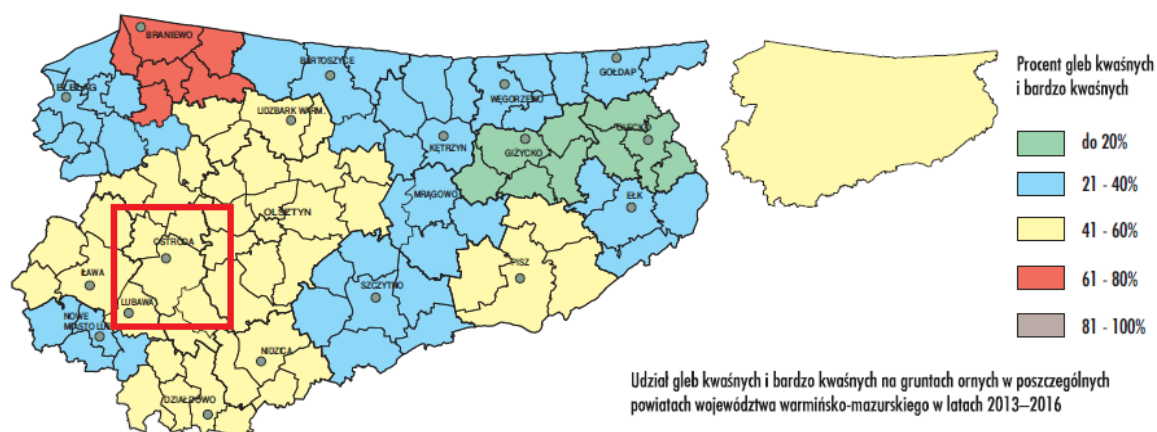 BRANIEWO
BARTOSZYCE
GOŁDAP
ELBLĄG
WĘGORZEWO
LIDZBARK WARM.
OLECKO
KĘTRZYN
GIŻYCKO
MRĄGOWO
EŁK
OLSZTYN
OSTRÓDA
PISZ
IŁAWA
SZCZYTNO
LUBAWA
NOWE
MIASTO LUB.
NIDZICA
DZIAŁDOWO
Procent gleb kwaśnych
i bardzo kwaśnych
do 20%
21 - 40%
41 - 60%
61 - 80%
81 - 100%
Udział gleb kwaśnych i bardzo kwaśnych na gruntach ornych w poszczególnych
powiatach województwa warmińsko-mazurskiego w latach 2013–2016